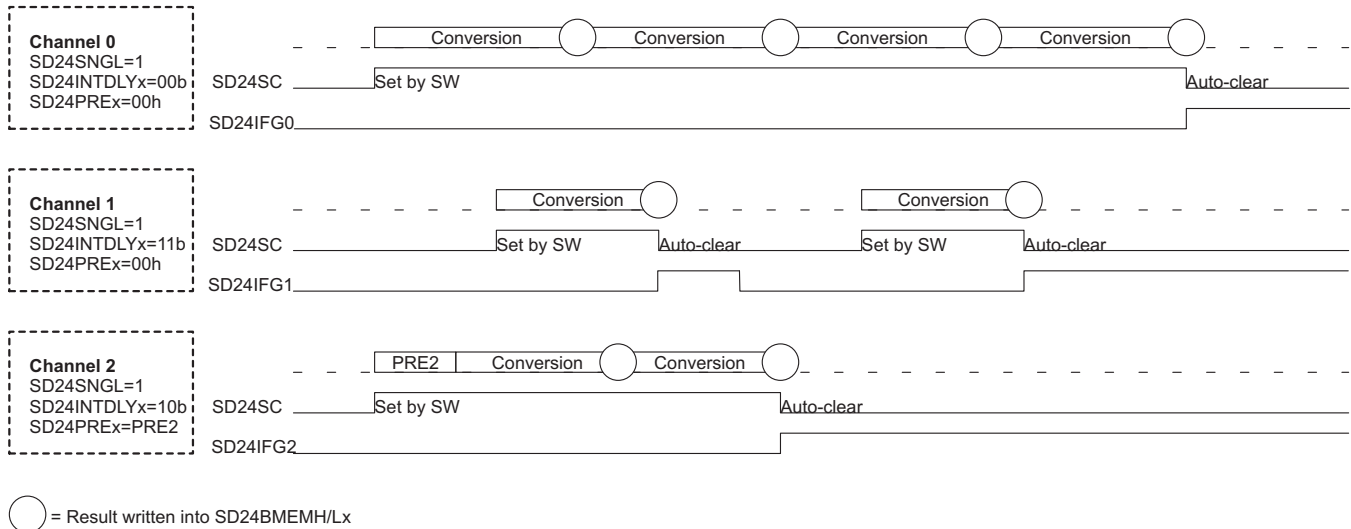 Channel 0
SD24SNGL=1
SD24INTDLYx=00b
SD24PREx=00h
Conversion Conversion Conversion Conversion
SD24SC Set by SW Auto-clear
SD24IFG0
Channel 1
SD24SNGL=1
SD24INTDLYx=11b
SD24PREx=00h
Conversion Conversion
SD24SC Set by SW Auto-clear Set by SW Auto-clear
SD24IFG1
Channel 2
SD24SNGL=1
SD24INTDLYx=10b
SD24PREx=PRE2
PRE2 Conversion Conversion
SD24SC Set by SW Auto-clear
SD24IFG2
= Result written into SD24BMEMH/Lx